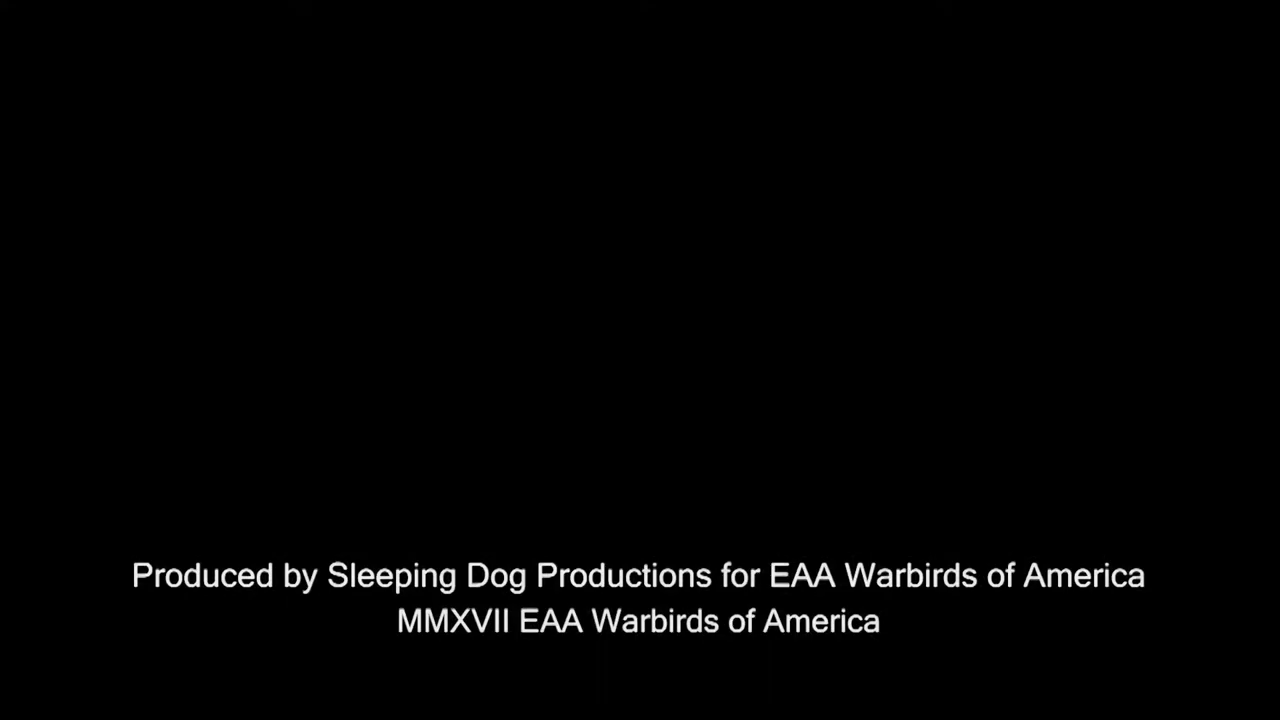 Produced by Sleeping Dog Productions for EAA Warbirds of America
MMXVII EAA Warbirds of America